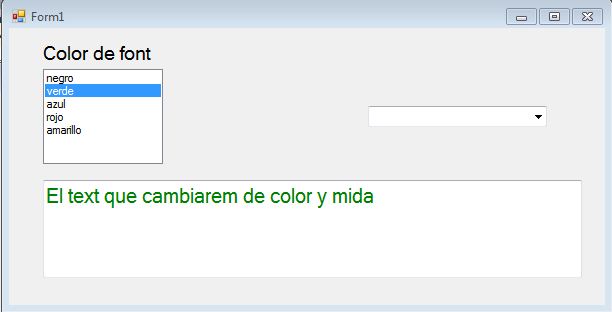 Form1
Color de font
negro
verde
azul
rojo
amarillo
El text que cambiarem de color y mida